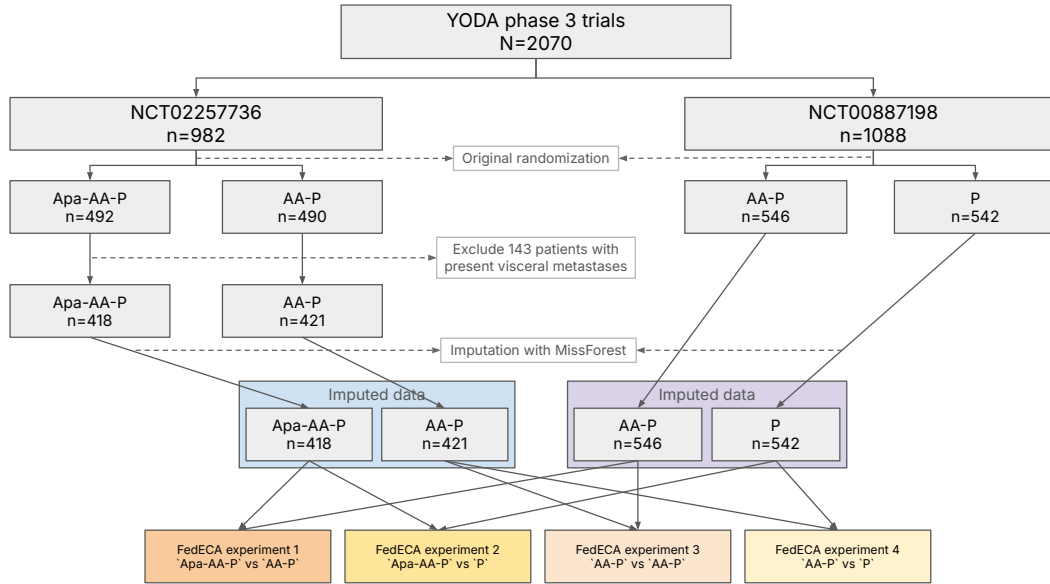 YODA phase 3 trials
N=2070
NCT02257736
n=982
NCT00887198
n=1088
Original randomization
Apa-AA-P
n=492
AA-P
n=490
AA-P
n=546
P
n=542
Exclude 143 patients with
present visceral metastases
Apa-AA-P
n=418
AA-P
n=421
Imputation with MissForest
Imputed data
Apa-AA-P
n=418
AA-P
n=421
Imputed data
AA-P
n=546
P
n=542
FedECA experiment 1
`Apa-AA-P` vs `AA-P`
FedECA experiment 2
`Apa-AA-P` vs `P`
FedECA experiment 3
`AA-P` vs `AA-P`
FedECA experiment 4
`AA-P` vs `P`